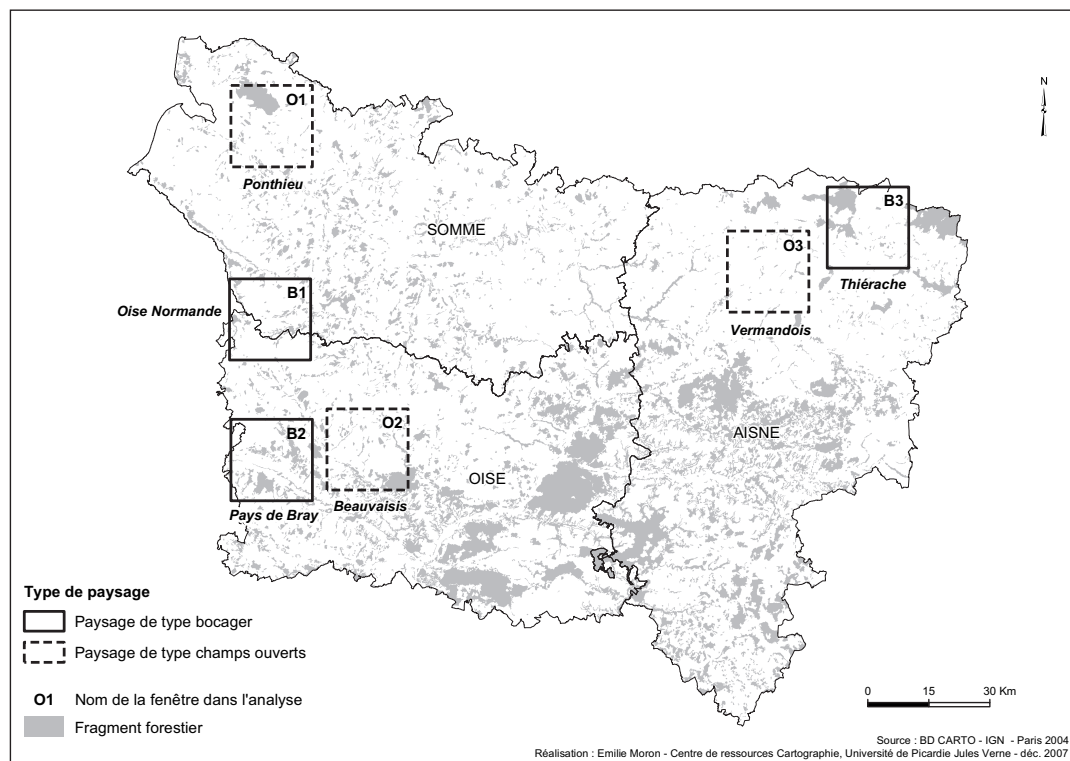 N
O1
Ponthieu
SOMME
B3
O3
Thiérache
Oise Normande
B1
Vermandois
B2
O2
AISNE
OISE
Pays de Bray
Beauvaisis
Type de paysage
Paysage de type bocager
Paysage de type champs ouverts
O1 Nom de la fenêtre dans l'analyse
Fragment forestier
0 15 30 Km
Source : BD CARTO - IGN - Paris 2004
Réalisation : Emilie Moron - Centre de ressources Cartographie, Université de Picardie Jules Verne - déc. 2007